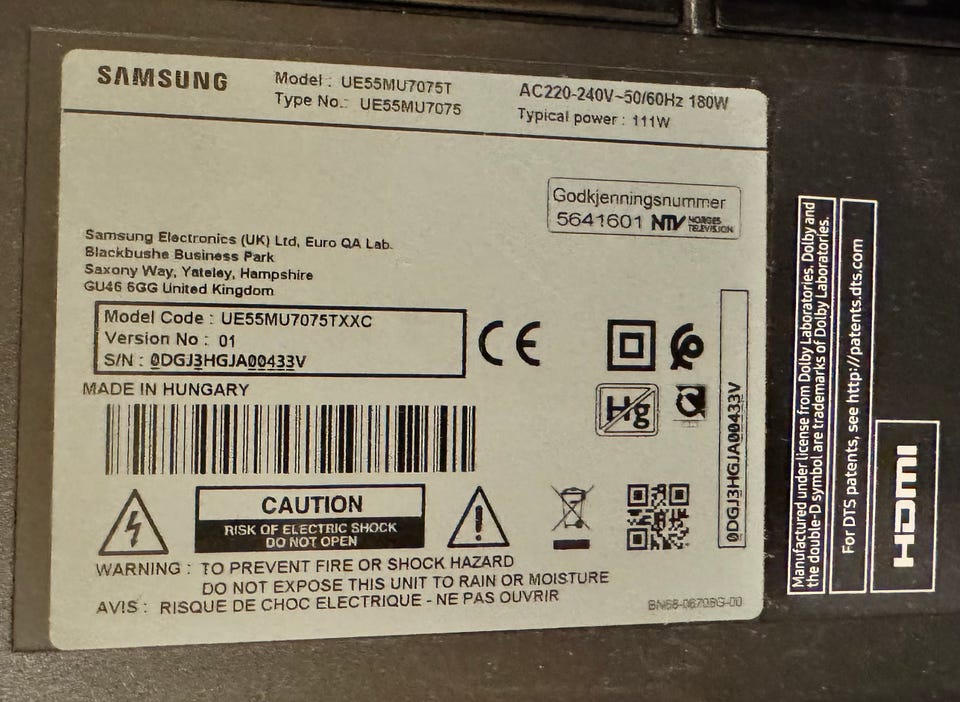 SAMSUNG
Model : UE55MU7075T
Type No.: UE55MU7075
AC220-240V~50/60Hz 180W
Typical power : 111W
Godkjenningsnummer
5641601 NTV NORGES TELEVISION
Samsung Electronics (UK) Ltd, Euro QA Lab.
Blackbushe Business Park
Saxony Way, Yateley, Hampshire
GU46 6GG United Kingdom
Model Code : UE55MU7075TXXC
Version No : 01
S/N : 0DGJ3HGJA00433V
MADE IN HUNGARY
CE
Hg
CAUTION
RISK OF ELECTRIC SHOCK
DO NOT OPEN
WARNING : TO PREVENT FIRE OR SHOCK HAZARD
DO NOT EXPOSE THIS UNIT TO RAIN OR MOISTURE
AVIS : RISQUE DE CHOC ELECTRIQUE - NE PAS OUVRIR
0DGJ3HGJA00433V
Manufactured under license from Dolby Laboratories. Dolby and
the double-D symbol are trademarks of Dolby Laboratories.
For DTS patents, see http://patents.dts.com
HDMI